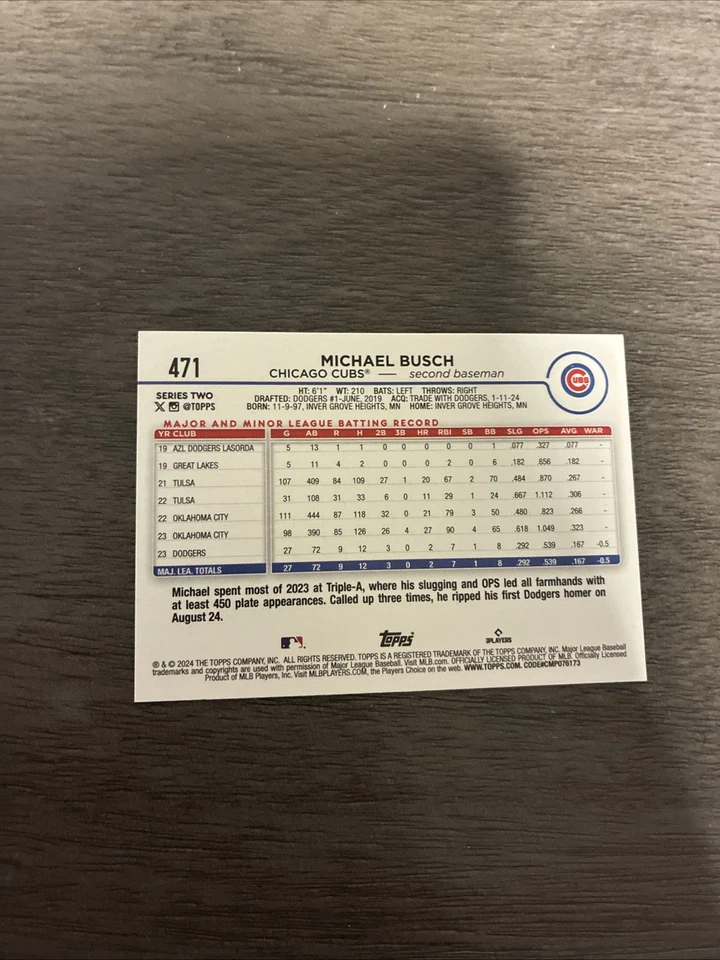 471
MICHAEL BUSCH
CHICAGO CUBS® — second baseman
CUBS
SERIES TWO
@TOPPS
HT: 6'1" WT: 210 BATS: LEFT THROWS: RIGHT
DRAFTED: DODGERS #1-JUNE, 2019 ACQ: TRADE WITH DODGERS, 1-11-24
BORN: 11-9-97, INVER GROVE HEIGHTS, MN HOME: INVER GROVE HEIGHTS, MN
MAJOR AND MINOR LEAGUE BATTING RECORD
YR CLUB G AB R H 2B 3B HR RBI SB BB SLG OPS AVG WAR
19 AZL DODGERS LASORDA 5 13 1 1 0 0 0 0 0 1 .077 .327 .077 -
19 GREAT LAKES 5 11 4 2 0 0 0 2 0 6 .182 .656 .182 -
21 TULSA 107 409 84 109 27 1 20 67 2 70 .484 .870 .267 -
22 TULSA 31 108 31 33 6 0 11 29 1 24 .667 1.112 .306 -
22 OKLAHOMA CITY 111 444 87 118 32 0 21 79 3 50 .480 .823 .266 -
23 OKLAHOMA CITY 98 390 85 126 26 4 27 90 4 65 .618 1.049 .323 -
23 DODGERS 27 72 9 12 3 0 2 7 1 8 .292 .539 .167 -0.5
MAJ. LEA. TOTALS 27 72 9 12 3 0 2 7 1 8 .292 .539 .167 -0.5
Michael spent most of 2023 at Triple-A, where his slugging and OPS led all farmhands with
at least 450 plate appearances. Called up three times, he ripped his first Dodgers homer on
August 24.
topps
PLAYERS
® & © 2024 THE TOPPS COMPANY, INC. ALL RIGHTS RESERVED. TOPPS IS A REGISTERED TRADEMARK OF THE TOPPS COMPANY, INC. Major League Baseball
trademarks and copyrights are used with permission of Major League Baseball. Visit MLB.com. OFFICIALLY LICENSED PRODUCT OF MLB. Officially Licensed
Product of MLB Players, Inc. Visit MLBPLAYERS.COM, the Players Choice on the web. WWW.TOPPS.COM. CODE#CMP076173